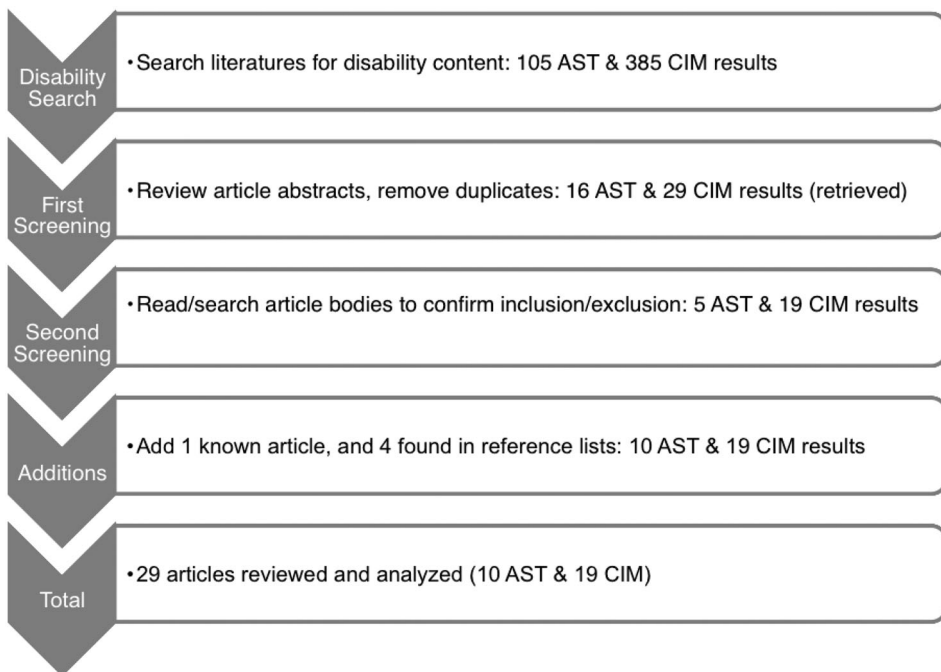 Disability
Search
•Search literatures for disability content: 105 AST & 385 CIM results
First
Screening
•Review article abstracts, remove duplicates: 16 AST & 29 CIM results (retrieved)
Second
Screening
•Read/search article bodies to confirm inclusion/exclusion: 5 AST & 19 CIM results
Additions
•Add 1 known article, and 4 found in reference lists: 10 AST & 19 CIM results
Total
•29 articles reviewed and analyzed (10 AST & 19 CIM)